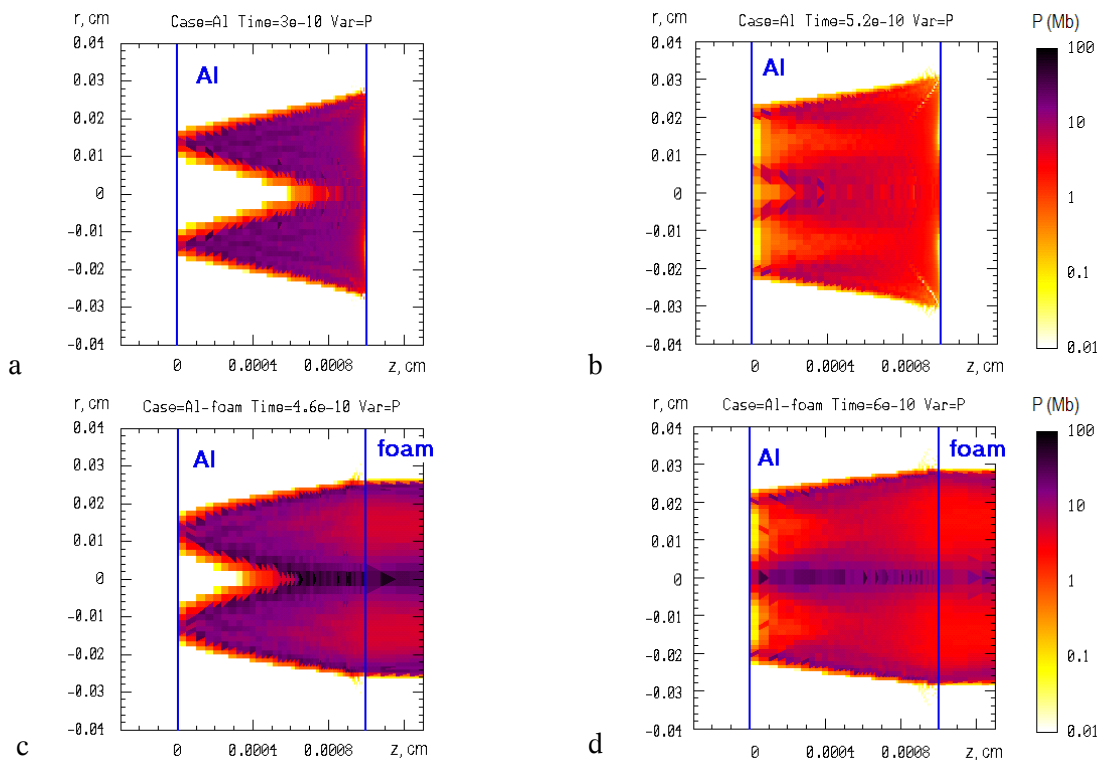 r, cm Case=Al Time=3e-10 Var=P
0.04
0.03
0.02
0.01
0
-0.01
-0.02
-0.03
-0.04
Al
0 0.0004 0.0008 z, cm
a
Case=Al Time=5.2e-10 Var=P
r, cm
0.04
0.03
0.02
0.01
0
-0.01
-0.02
-0.03
-0.04
Al
0 0.0004 0.0008 z, cm
b
P (Mb)
100
10
1
0.1
0.01
r, cm Case=Al-foam Time=4.6e-10 Var=P
0.04
0.03
0.02
0.01
0
-0.01
-0.02
-0.03
-0.04
Al foam
0 0.0004 0.0008 z, cm
c
r, cm Case=Al-foam Time=6e-10 Var=P
0.04
0.03
0.02
0.01
0
-0.01
-0.02
-0.03
-0.04
Al foam
0 0.0004 0.0008 z, cm
d
P (Mb)
100
10
1
0.1
0.01